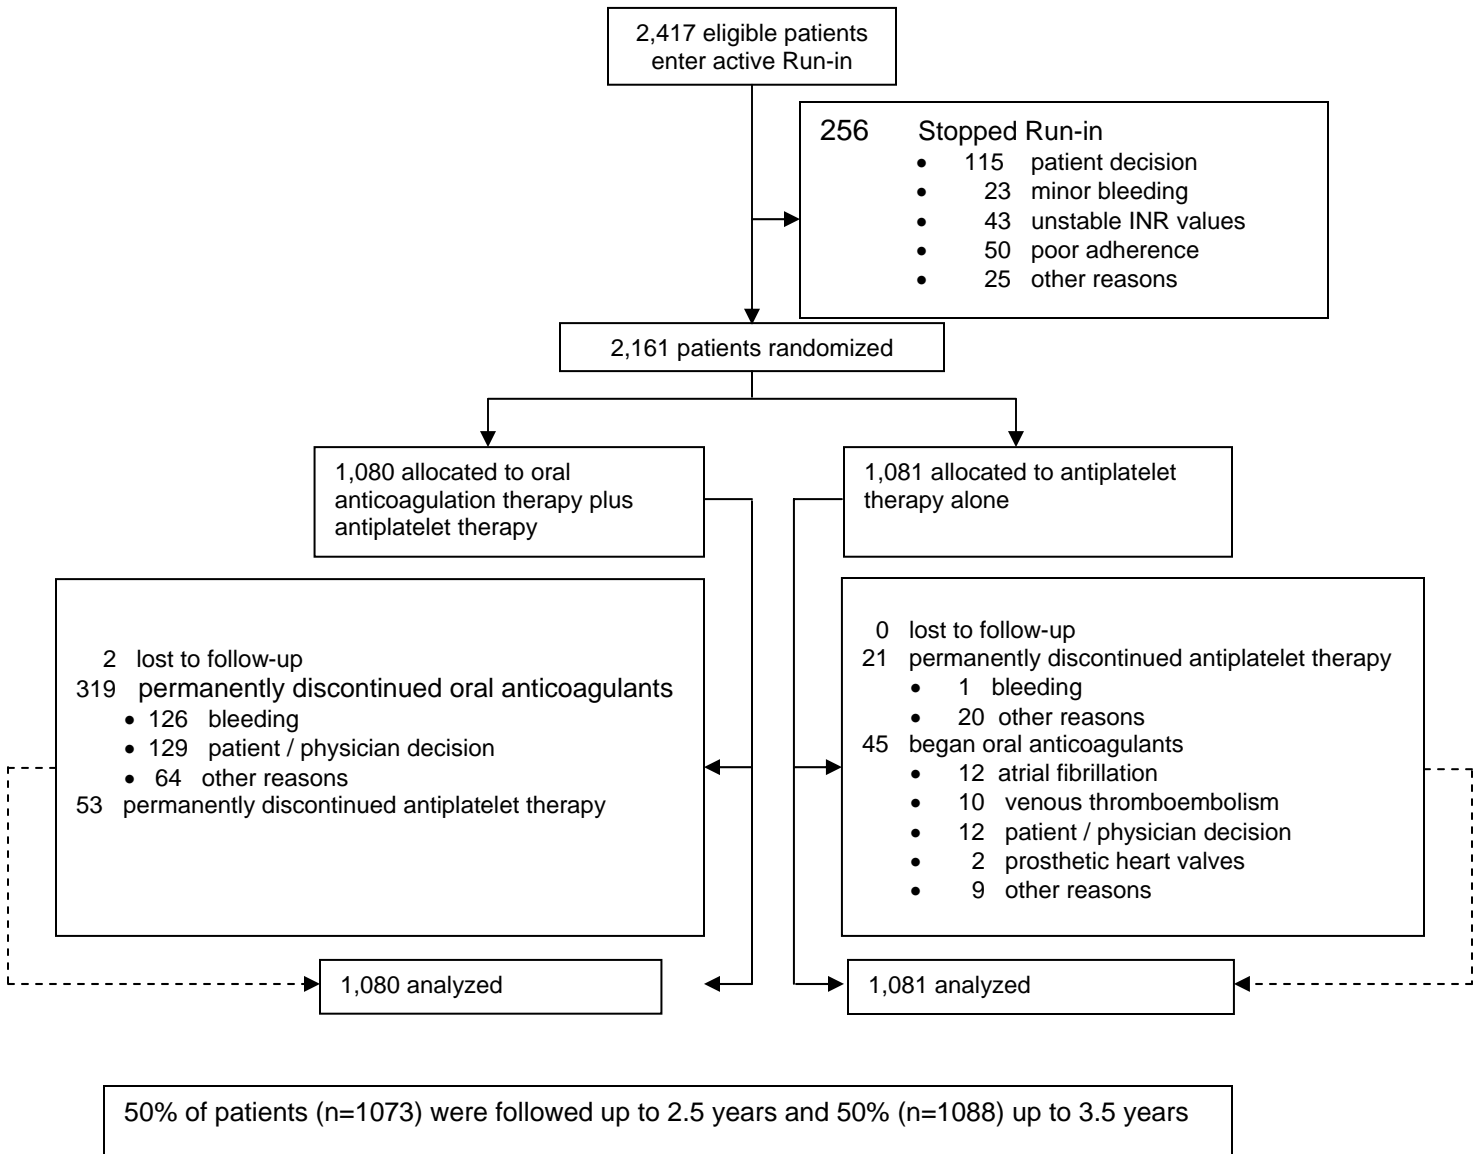 2,417 eligible patients
enter active Run-in
256 Stopped Run-in
• 115 patient decision
• 23 minor bleeding
• 43 unstable INR values
• 50 poor adherence
• 25 other reasons
2,161 patients randomized
1,080 allocated to oral
anticoagulation therapy plus
antiplatelet therapy
1,081 allocated to antiplatelet
therapy alone
2 lost to follow-up
319 permanently discontinued oral anticoagulants
• 126 bleeding
• 129 patient / physician decision
• 64 other reasons
53 permanently discontinued antiplatelet therapy
0 lost to follow-up
21 permanently discontinued antiplatelet therapy
• 1 bleeding
• 20 other reasons
45 began oral anticoagulants
• 12 atrial fibrillation
• 10 venous thromboembolism
• 12 patient / physician decision
• 2 prosthetic heart valves
• 9 other reasons
1,080 analyzed
1,081 analyzed
50% of patients (n=1073) were followed up to 2.5 years and 50% (n=1088) up to 3.5 years